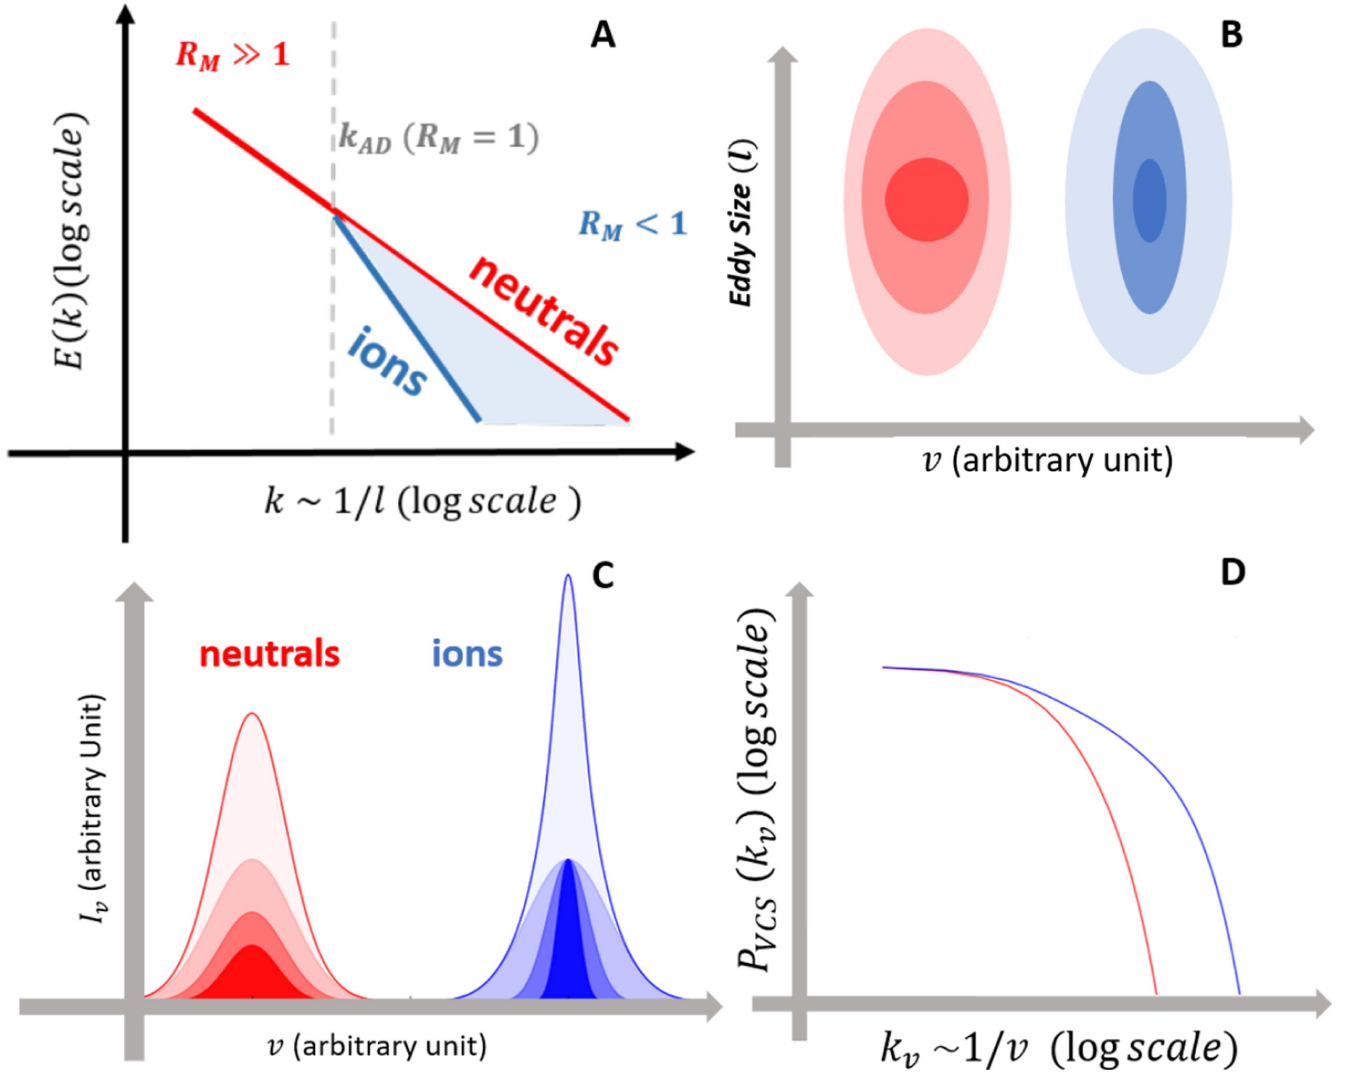 A
R_M ≫ 1
k_AD (R_M = 1)
R_M < 1
neutrals
ions
E(k)(log scale)
k ~ 1/l (log scale )
B
Eddy Size (l)
v (arbitrary unit)
C
neutrals
ions
I_v (arbitrary Unit)
v (arbitrary unit)
D
P_VCS (k_v) (log scale)
k_v ~1/v (log scale)